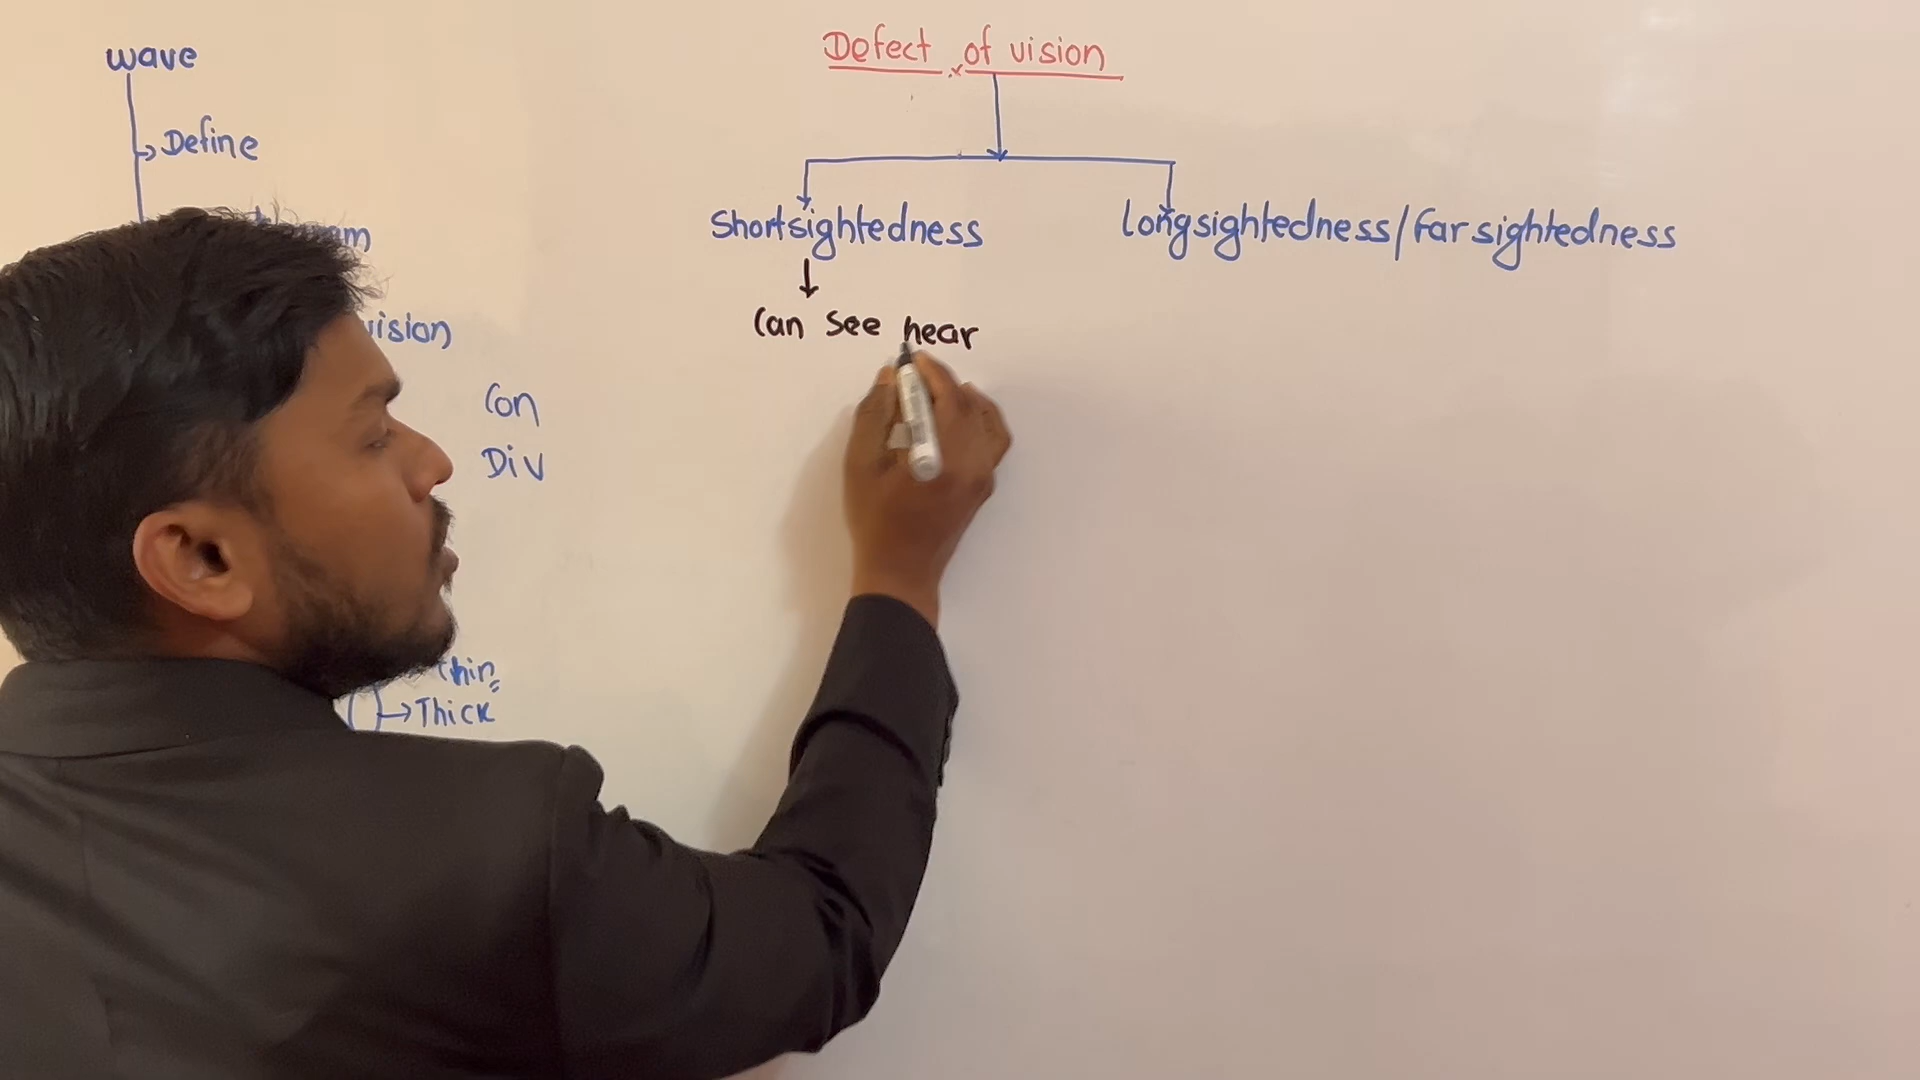 wave
Define
vision
Con
Div
Thin
Thick
Defect of vision
Shortsightedness
Longsightedness/Farsightedness
Can see near